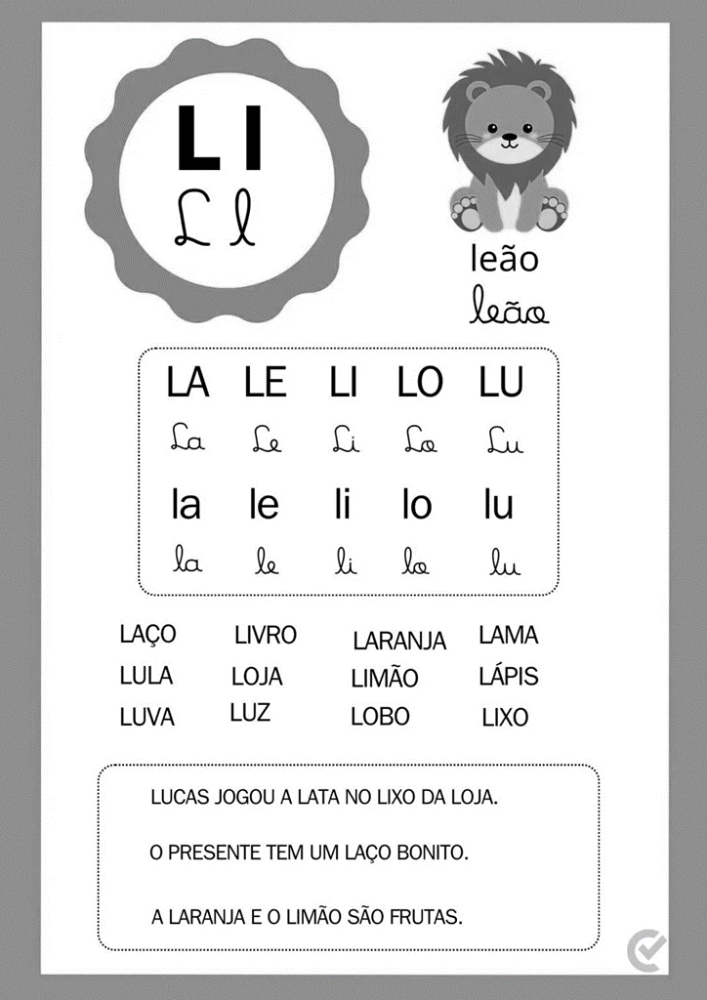 L l
L l
leão
leão
LA LE LI LO LU
La Le Li Lo Lu
la le li lo lu
la le li lo lu
LAÇO LIVRO LARANJA LAMA
LULA LOJA LIMÃO LÁPIS
LUVA LUZ LOBO LIXO
LUCAS JOGOU A LATA NO LIXO DA LOJA.
O PRESENTE TEM UM LAÇO BONITO.
A LARANJA E O LIMÃO SÃO FRUTAS.